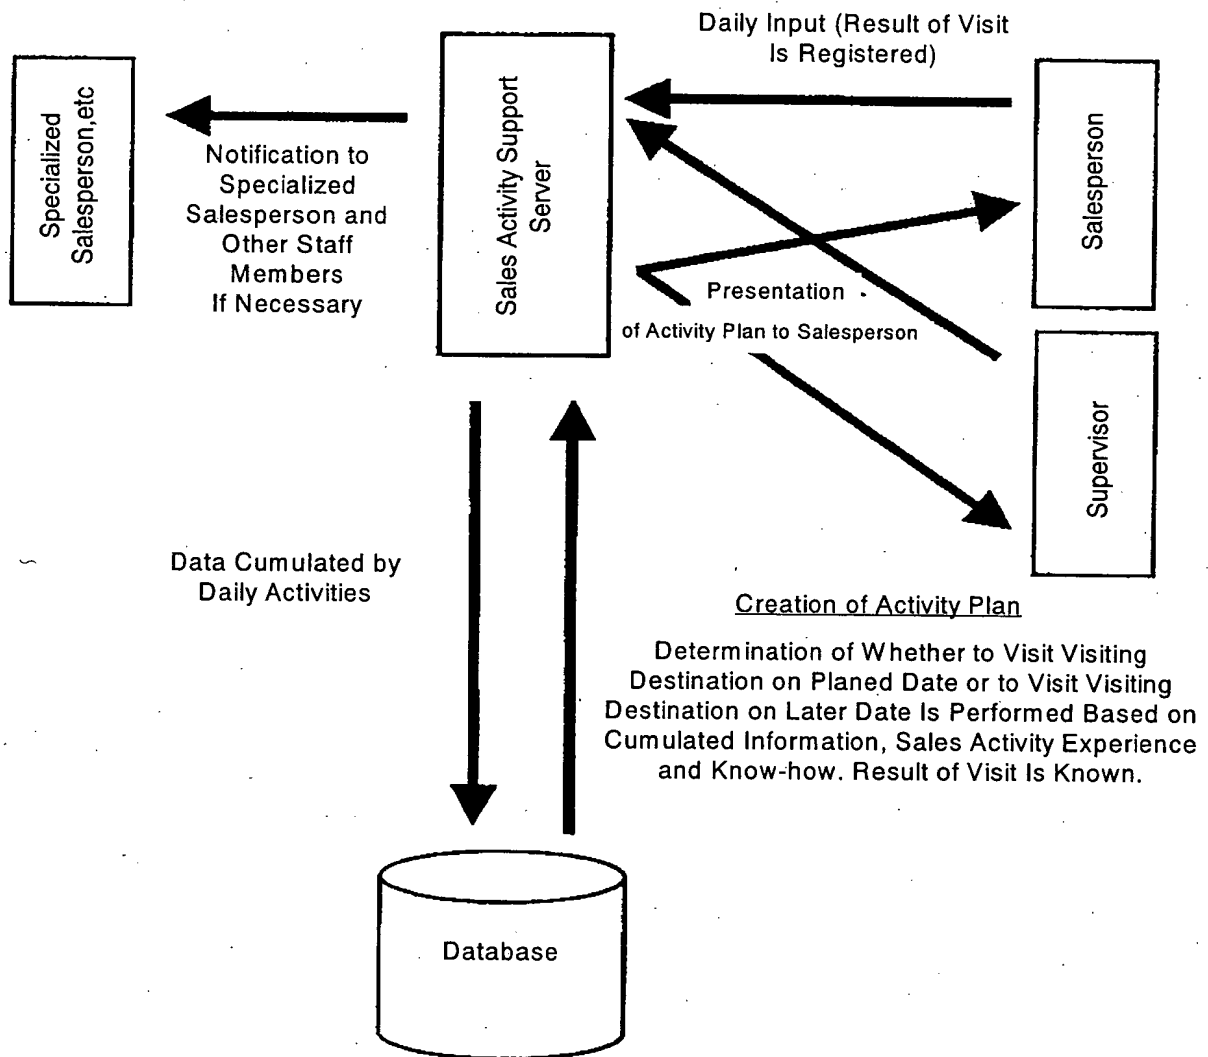 Daily Input (Result of Visit
Is Registered)
Specialized
Salesperson,etc
Notification to
Specialized
Salesperson and
Other Staff
Members
If Necessary
Sales Activity Support
Server
Salesperson
Presentation
of Activity Plan to Salesperson
Supervisor
Data Cumulated by
Daily Activities
Creation of Activity Plan
Determination of Whether to Visit Visiting
Destination on Planed Date or to Visit Visiting
Destination on Later Date Is Performed Based on
Cumulated Information, Sales Activity Experience
and Know-how. Result of Visit Is Known.
Database